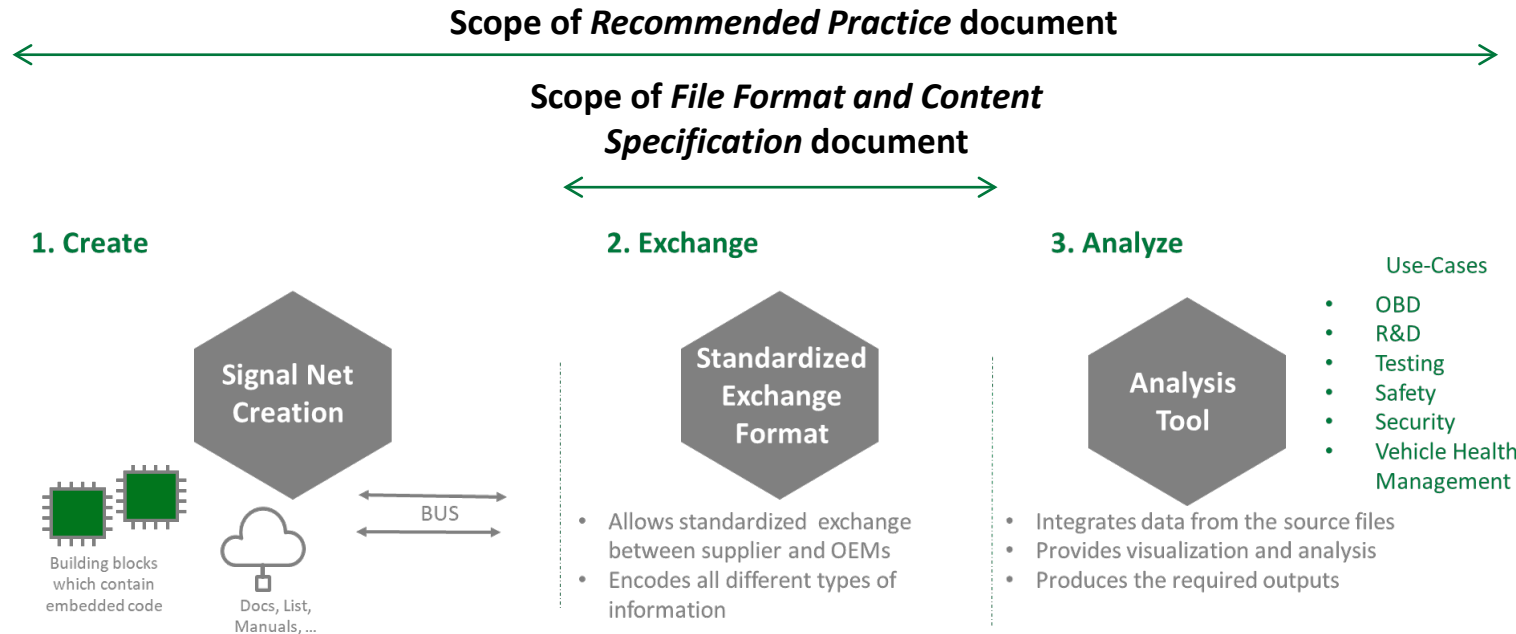 Scope of Recommended Practice document
Scope of File Format and Content
Specification document
1. Create
2. Exchange
3. Analyze
Signal Net
Creation
BUS
Building blocks
which contain
embedded code
Docs, List,
Manuals, ...
Standardized
Exchange
Format
• Allows standardized exchange
between supplier and OEMs
• Encodes all different types of
information
Analysis
Tool
Use-Cases
• OBD
• R&D
• Testing
• Safety
• Security
• Vehicle Health
Management
• Integrates data from the source files
• Provides visualization and analysis
• Produces the required outputs